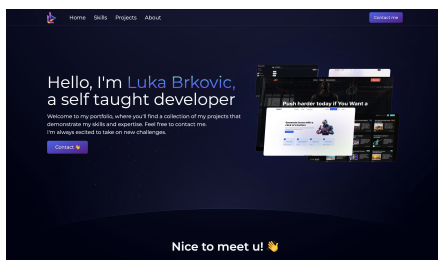 Home Skills Projects About
Contact me
Hello, I'm Luka Brkovic,
a self taught developer
Welcome to my portfolio, where you'll find a collection of my projects that
demonstrate my skills and expertise. Feel free to contact me.
I'm always excited to take on new challenges.
Contact 👋
Push harder today if You Want a
Nice to meet u! 👋